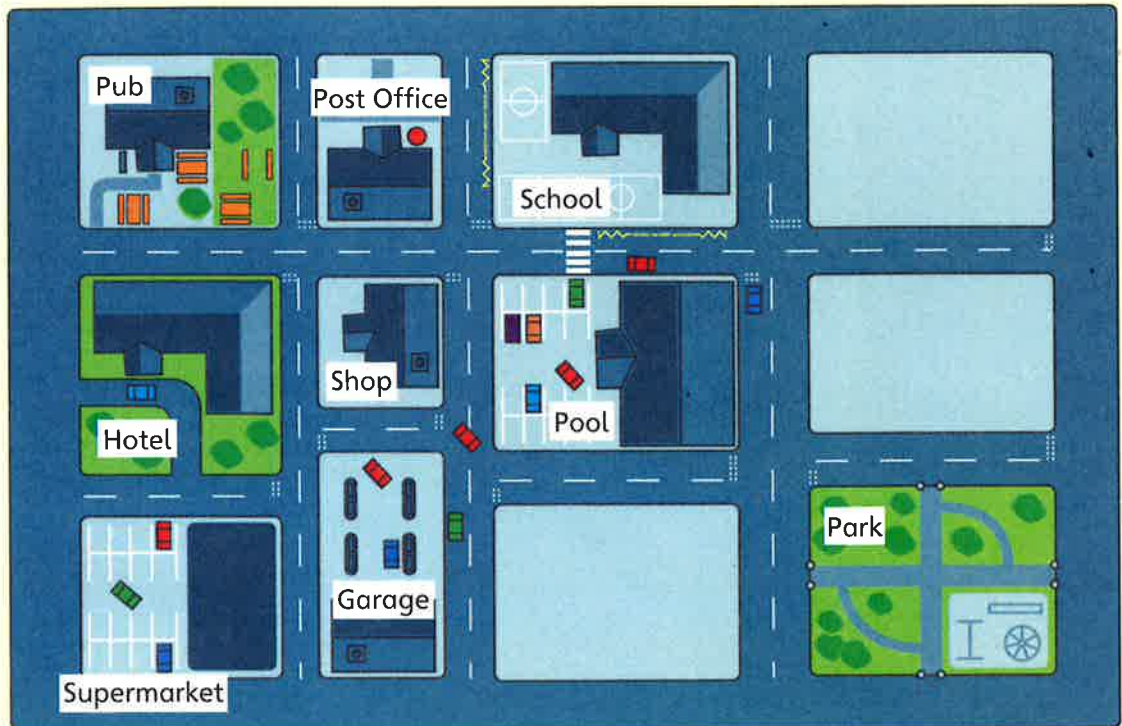 Pub
Post Office
School
Shop
Pool
Hotel
Park
Garage
Supermarket